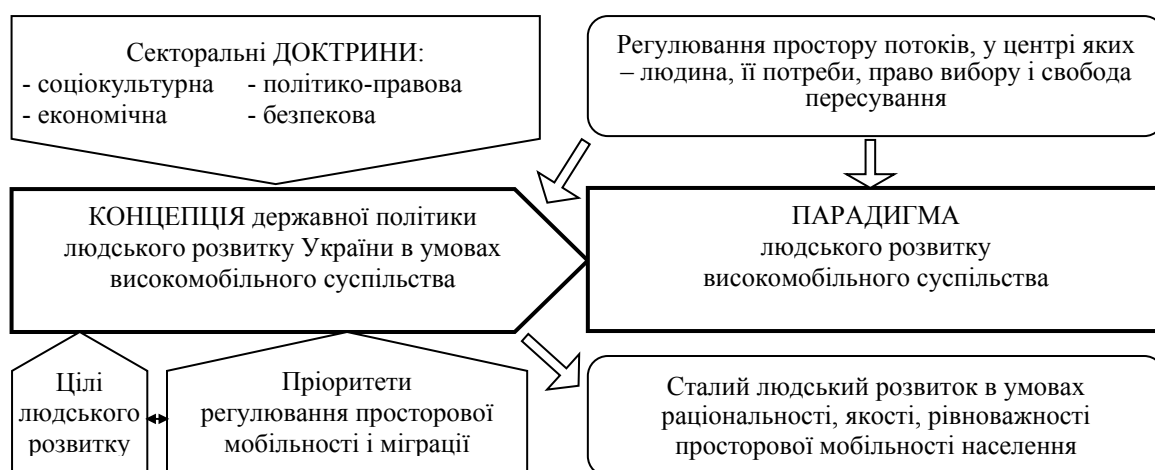 Секторальні ДОКТРИНИ:
- соціокультурна - політико-правова
- економічна - безпекова
Регулювання простору потоків, у центрі яких
– людина, її потреби, право вибору і свобода
пересування
КОНЦЕПЦІЯ державної політики
людського розвитку України в умовах
високомобільного суспільства
ПАРАДИГМА
людського розвитку
високомобільного суспільства
Цілі
людського
розвитку
Пріоритети
регулювання просторової
мобільності і міграції
Сталий людський розвиток в умовах
раціональності, якості, рівноважності
просторової мобільності населення